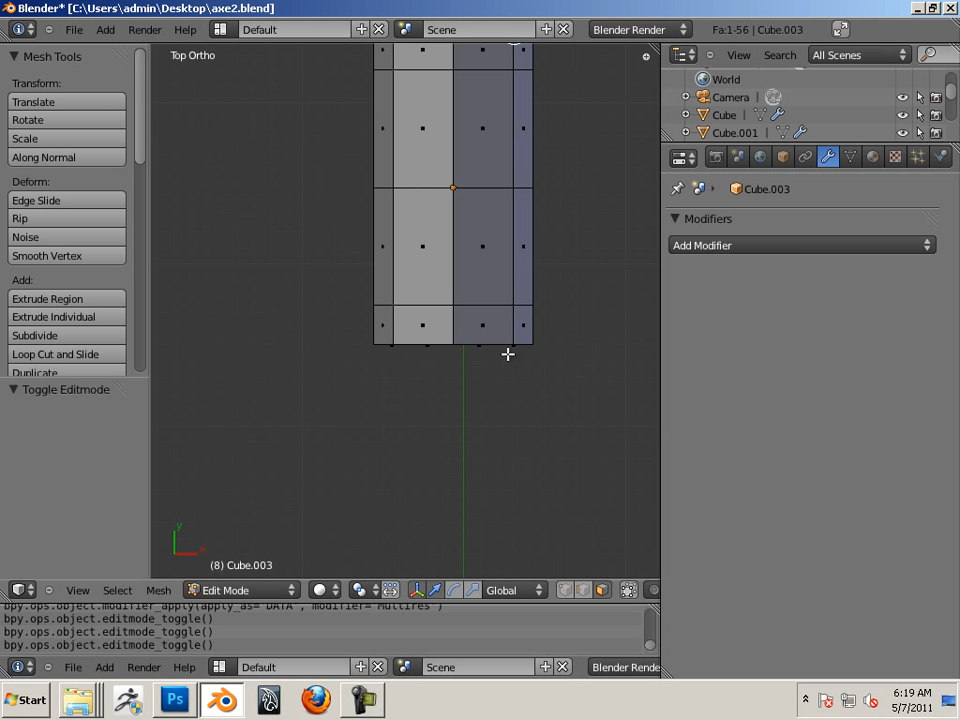 Blender* [C:\Users\admin\Desktop\axe2.blend]
File Add Render Help Default Scene Blender Render Fa:1-56 | Cube.003
Mesh Tools
Transform:
Translate
Rotate
Scale
Along Normal
Deform:
Edge Slide
Rip
Noise
Smooth Vertex
Add:
Extrude Region
Extrude Individual
Subdivide
Loop Cut and Slide
Duplicate
Toggle Editmode
Top Ortho
y
x
(8) Cube.003
View Select Mesh Edit Mode Global
bpy.ops.object.modifier_apply(apply_as='DATA', modifier="Multires")
bpy.ops.object.editmode_toggle()
bpy.ops.object.editmode_toggle()
bpy.ops.object.editmode_toggle()
File Add Render Help Default Scene Blender Rende
View Search All Scenes
World
Camera
Cube
Cube.001
Cube.003
Modifiers
Add Modifier
Start
Ps
6:19 AM
5/7/2011